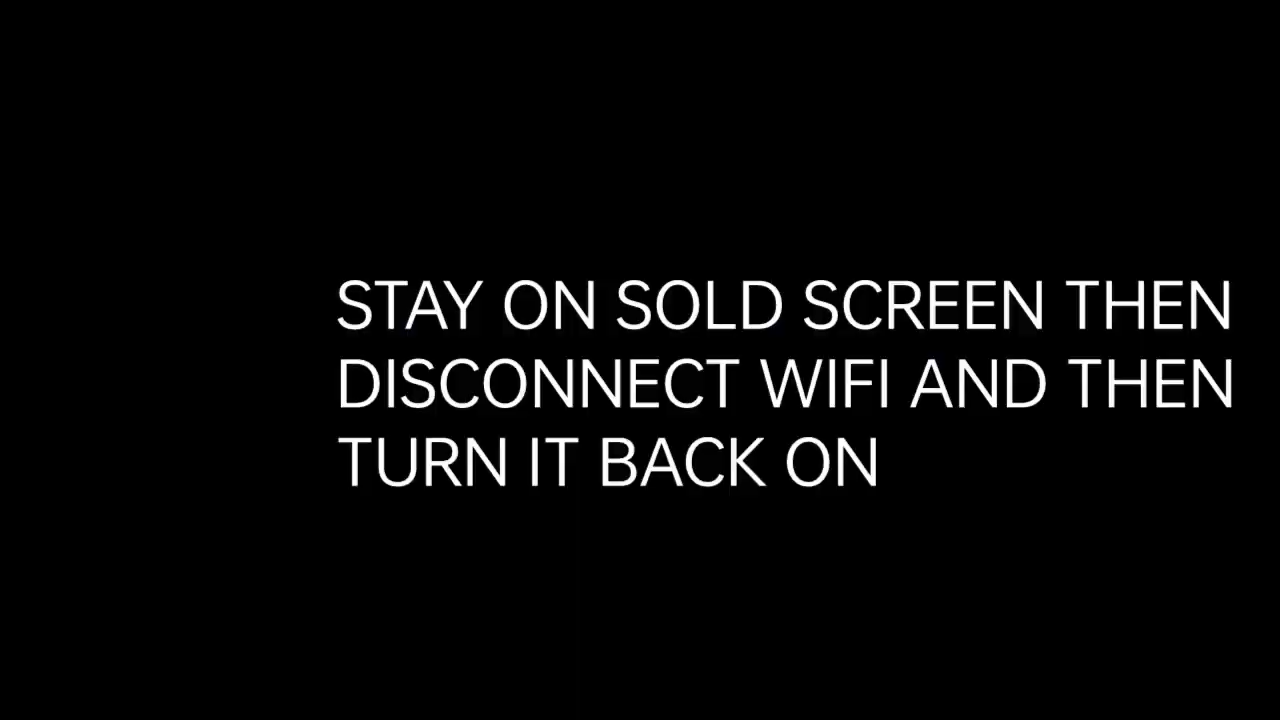 STAY ON SOLD SCREEN THEN
DISCONNECT WIFI AND THEN
TURN IT BACK ON